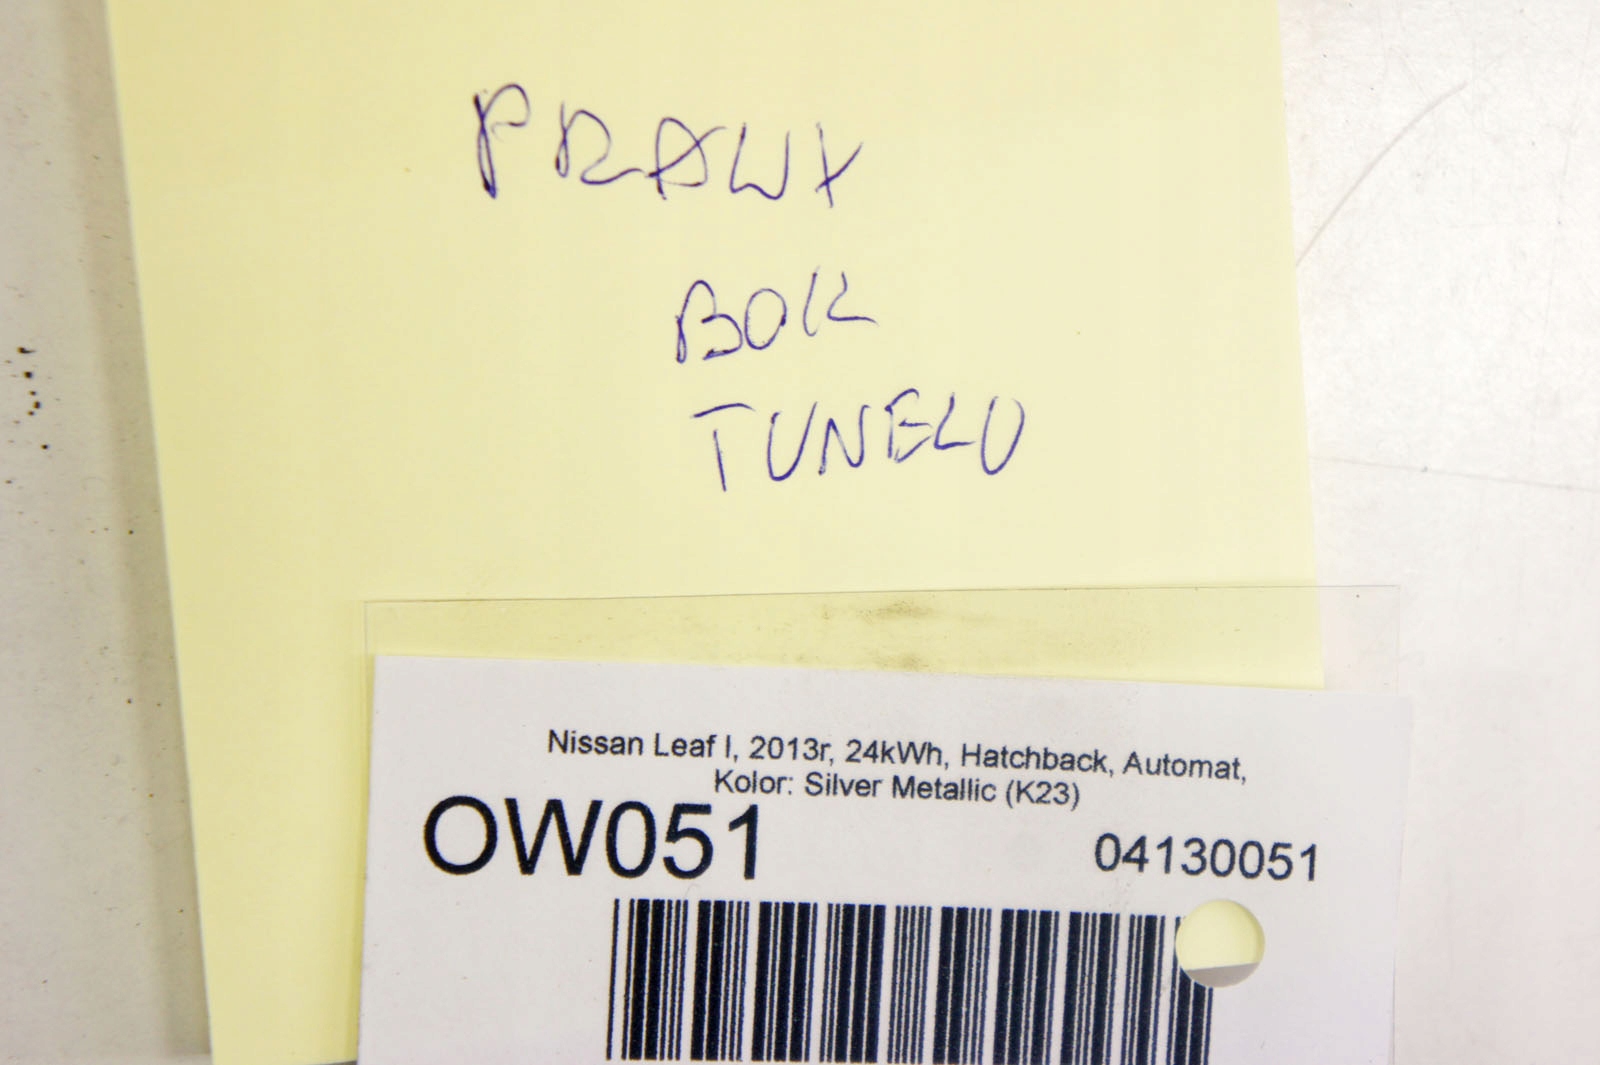 PRAWY
BOK
TUNELU
Nissan Leaf I, 2013r, 24kWh, Hatchback, Automat,
Kolor: Silver Metallic (K23)
OW051
04130051